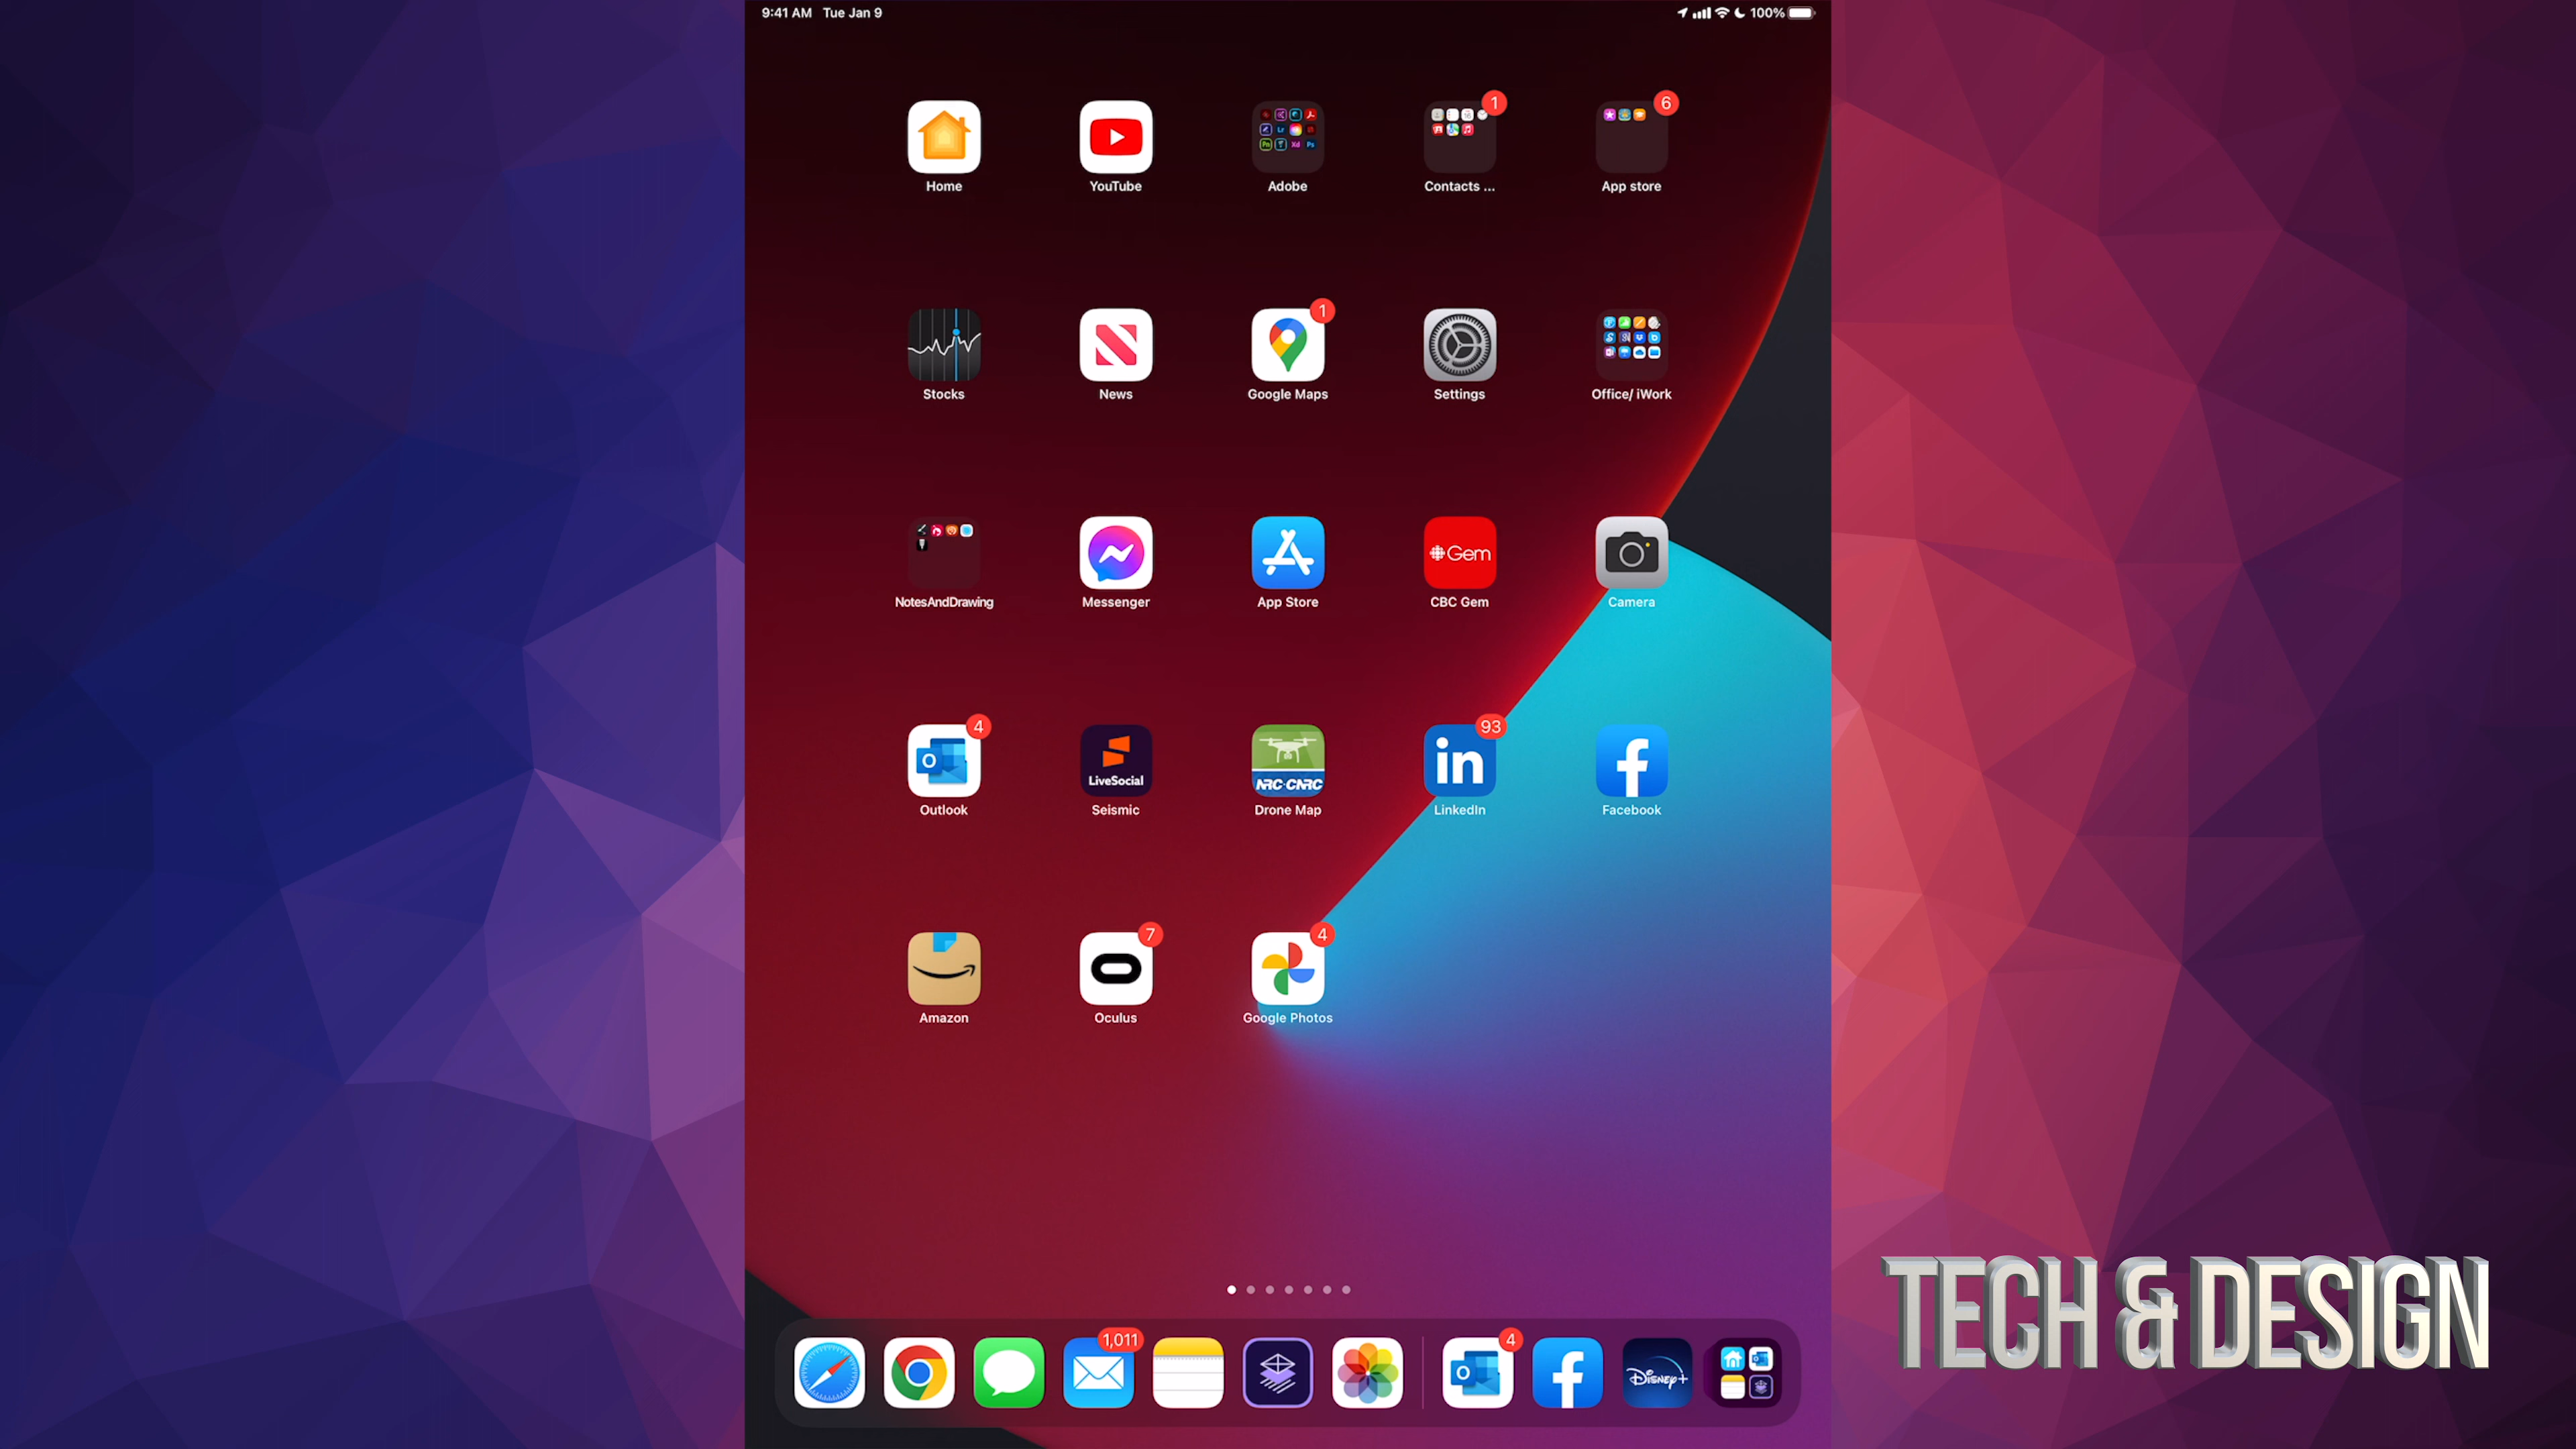 9:41 AM Tue Jan 9
100%
1
6
Home
YouTube
Adobe
Contacts ...
App store
1
Stocks
News
Google Maps
Settings
Office/ iWork
Gem
NotesAndDrawing
Messenger
App Store
CBC Gem
Camera
4
93
LiveSocial
NRC·CNRC
in
Outlook
Seismic
Drone Map
LinkedIn
Facebook
7
4
Amazon
Oculus
Google Photos
1,011
4
Disney+
TECH & DESIGN